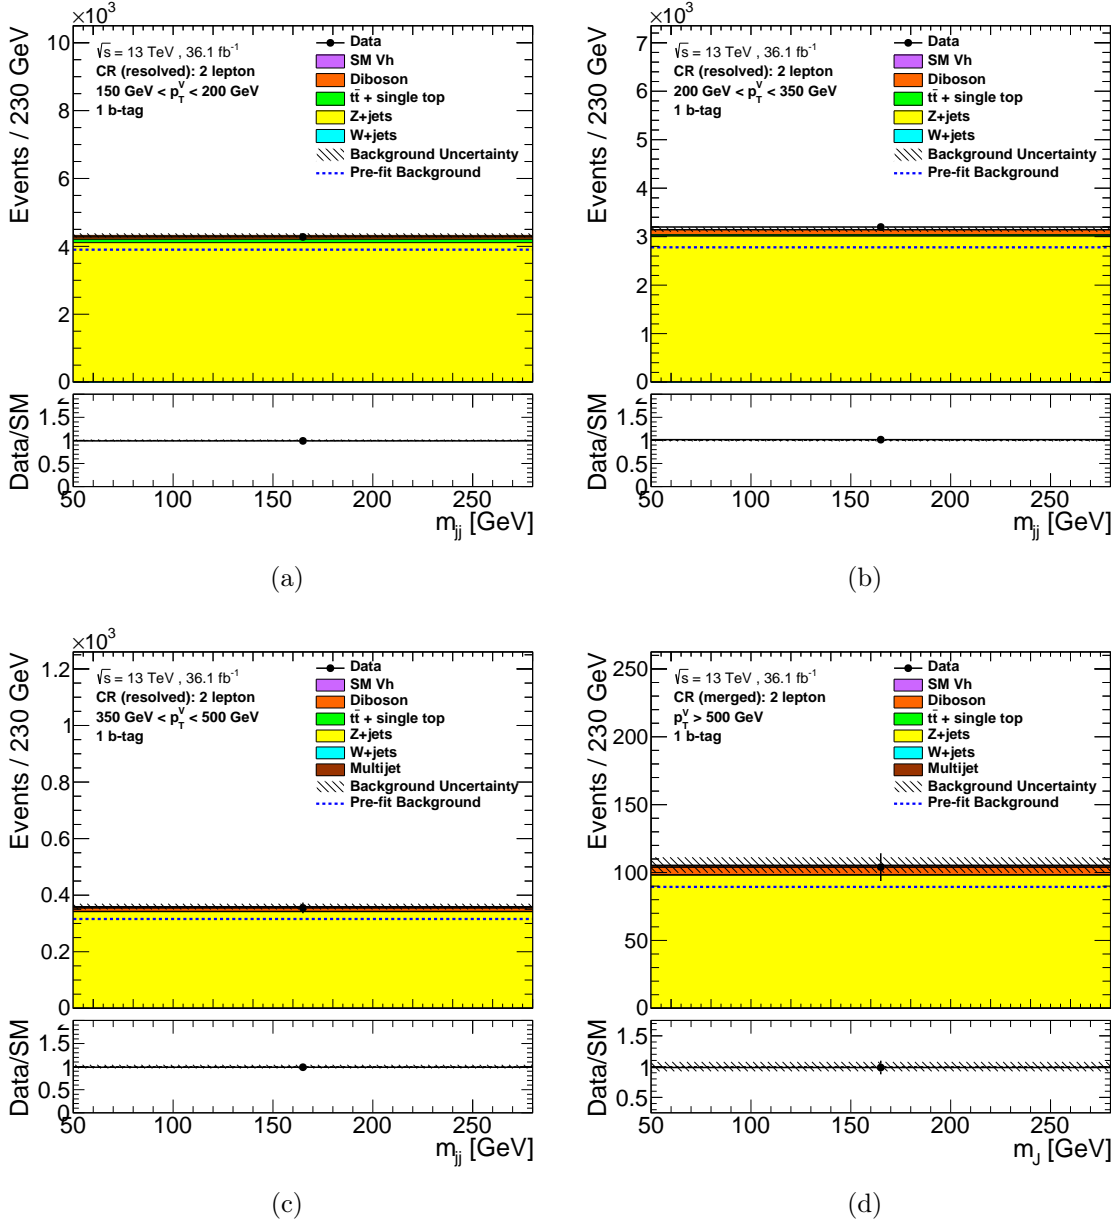 ×10³
Events / 230 GeV
10
8
6
4
2
0
√s = 13 TeV , 36.1 fb⁻¹
CR (resolved): 2 lepton
150 GeV < p_T^V < 200 GeV
1 b-tag
Data
SM Vh
Diboson
tt̄ + single top
Z+jets
W+jets
Background Uncertainty
Pre-fit Background
Data/SM
2
1.5
1
0.5
0
50 100 150 200 250
m_jj [GeV]
(a)
×10³
Events / 230 GeV
7
6
5
4
3
2
1
0
√s = 13 TeV , 36.1 fb⁻¹
CR (resolved): 2 lepton
200 GeV < p_T^V < 350 GeV
1 b-tag
Data
SM Vh
Diboson
tt̄ + single top
Z+jets
W+jets
Background Uncertainty
Pre-fit Background
Data/SM
2
1.5
1
0.5
0
50 100 150 200 250
m_jj [GeV]
(b)
×10³
Events / 230 GeV
1.2
1
0.8
0.6
0.4
0.2
0
√s = 13 TeV , 36.1 fb⁻¹
CR (resolved): 2 lepton
350 GeV < p_T^V < 500 GeV
1 b-tag
Data
SM Vh
Diboson
tt̄ + single top
Z+jets
W+jets
Multijet
Background Uncertainty
Pre-fit Background
Data/SM
2
1.5
1
0.5
0
50 100 150 200 250
m_jj [GeV]
(c)
Events / 230 GeV
250
200
150
100
50
0
√s = 13 TeV , 36.1 fb⁻¹
CR (merged): 2 lepton
p_T^V > 500 GeV
1 b-tag
Data
SM Vh
Diboson
tt̄ + single top
Z+jets
W+jets
Multijet
Background Uncertainty
Pre-fit Background
Data/SM
1.5
1
0.5
50 100 150 200 250
m_J [GeV]
(d)